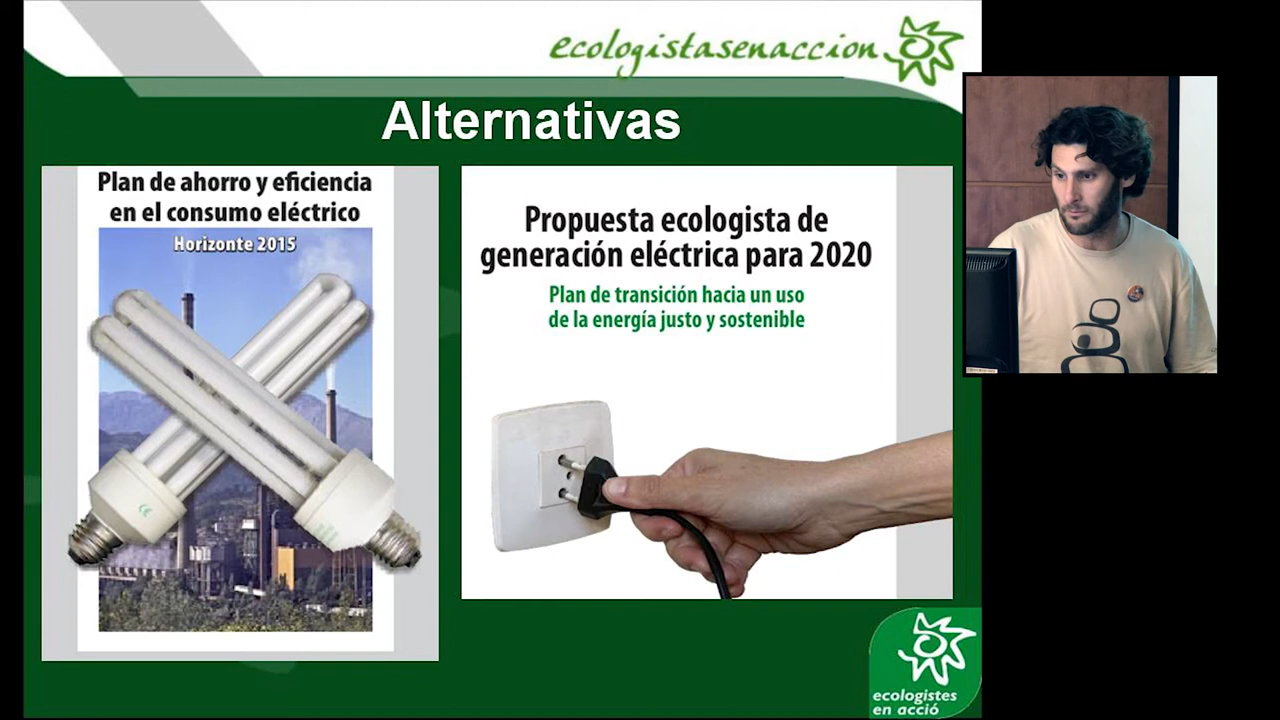 ecologistasenaccion
Alternativas
Plan de ahorro y eficiencia
en el consumo eléctrico
Horizonte 2015
Propuesta ecologista de
generación eléctrica para 2020
Plan de transición hacia un uso
de la energía justo y sostenible
ecologistes
en acció